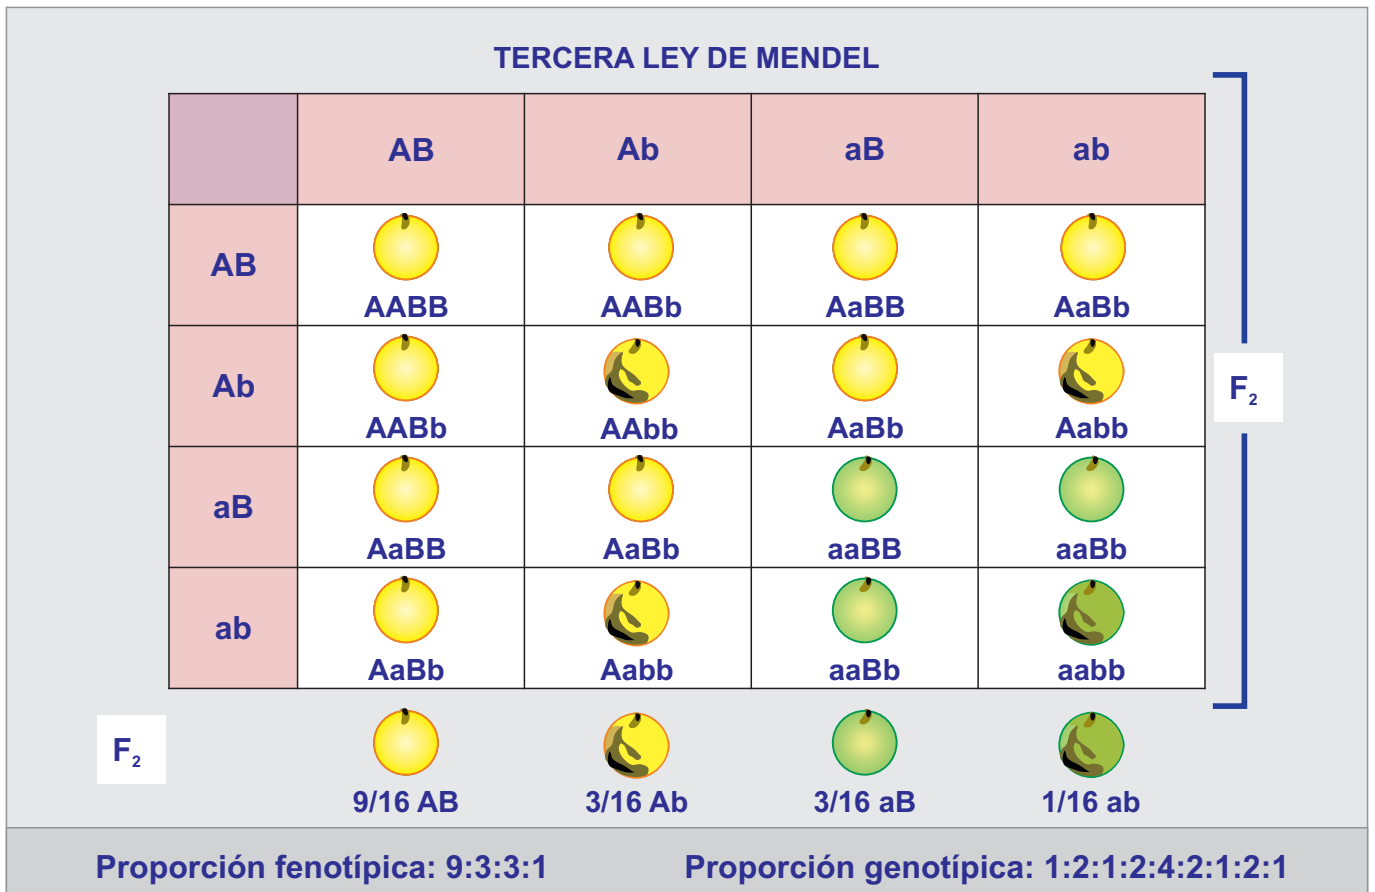 TERCERA LEY DE MENDEL
AB Ab aB ab
AB
AABB AABb AaBB AaBb
Ab
AABb AAbb AaBb Aabb
F₂
aB
AaBB AaBb aaBB aaBb
ab
AaBb Aabb aaBb aabb
F₂
9/16 AB 3/16 Ab 3/16 aB 1/16 ab
Proporción fenotípica: 9:3:3:1 Proporción genotípica: 1:2:1:2:4:2:1:2:1